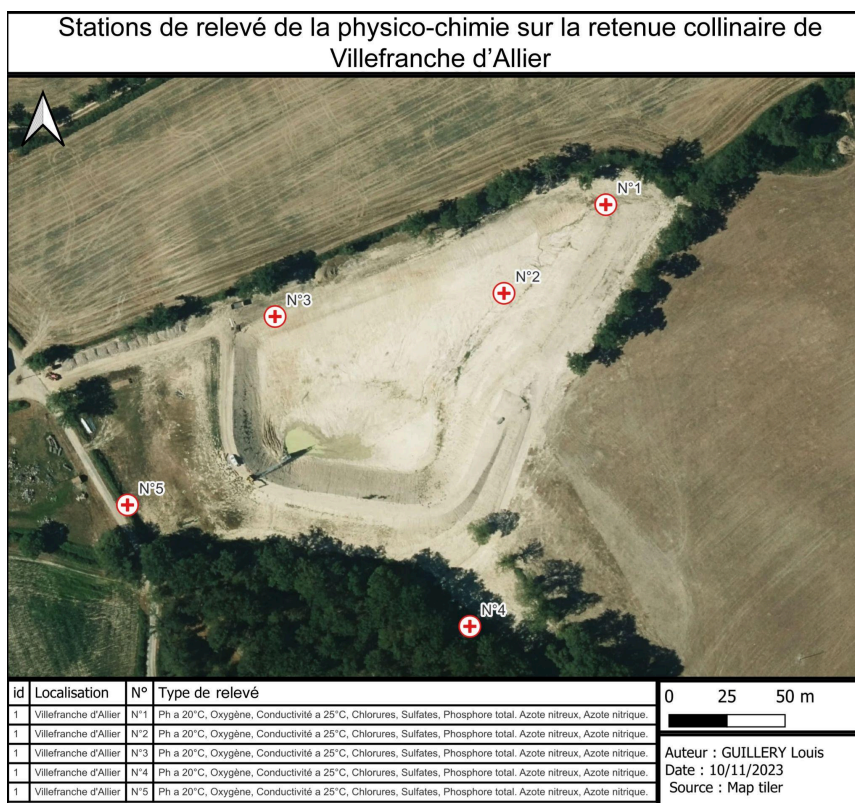 Stations de relevé de la physico-chimie sur la retenue collinaire de
Villefranche d'Allier
N°1
N°2
N°3
N°5
N°4
id Localisation N° Type de relevé
1 Villefranche d'Allier N°1 Ph a 20°C, Oxygène, Conductivité a 25°C, Chlorures, Sulfates, Phosphore total. Azote nitreux, Azote nitrique.
1 Villefranche d'Allier N°2 Ph a 20°C, Oxygène, Conductivité a 25°C, Chlorures, Sulfates, Phosphore total. Azote nitreux, Azote nitrique.
1 Villefranche d'Allier N°3 Ph a 20°C, Oxygène, Conductivité a 25°C, Chlorures, Sulfates, Phosphore total. Azote nitreux, Azote nitrique.
1 Villefranche d'Allier N°4 Ph a 20°C, Oxygène, Conductivité a 25°C, Chlorures, Sulfates, Phosphore total. Azote nitreux, Azote nitrique.
1 Villefranche d'Allier N°5 Ph a 20°C, Oxygène, Conductivité a 25°C, Chlorures, Sulfates, Phosphore total. Azote nitreux, Azote nitrique.
0 25 50 m
Auteur : GUILLERY Louis
Date : 10/11/2023
Source : Map tiler